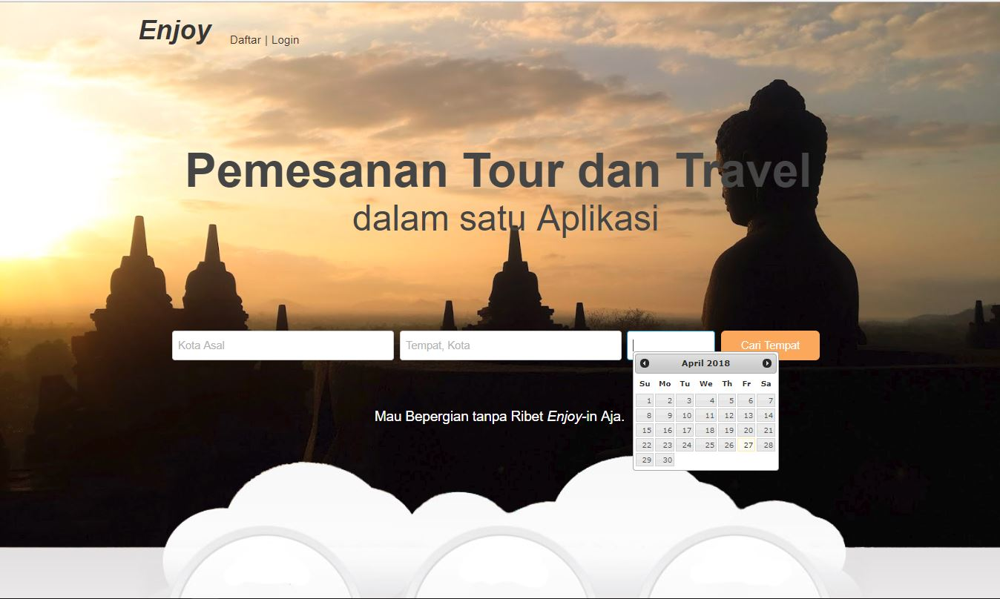 Enjoy
Daftar | Login
Pemesanan Tour dan Travel
dalam satu Aplikasi
Kota Asal
Tempat, Kota
Cari Tempat
April 2018
Su Mo Tu We Th Fr Sa
1 2 3 4 5 6 7
8 9 10 11 12 13 14
15 16 17 18 19 20 21
22 23 24 25 26 27 28
29 30
Mau Bepergian tanpa Ribet Enjoy-in Aja.